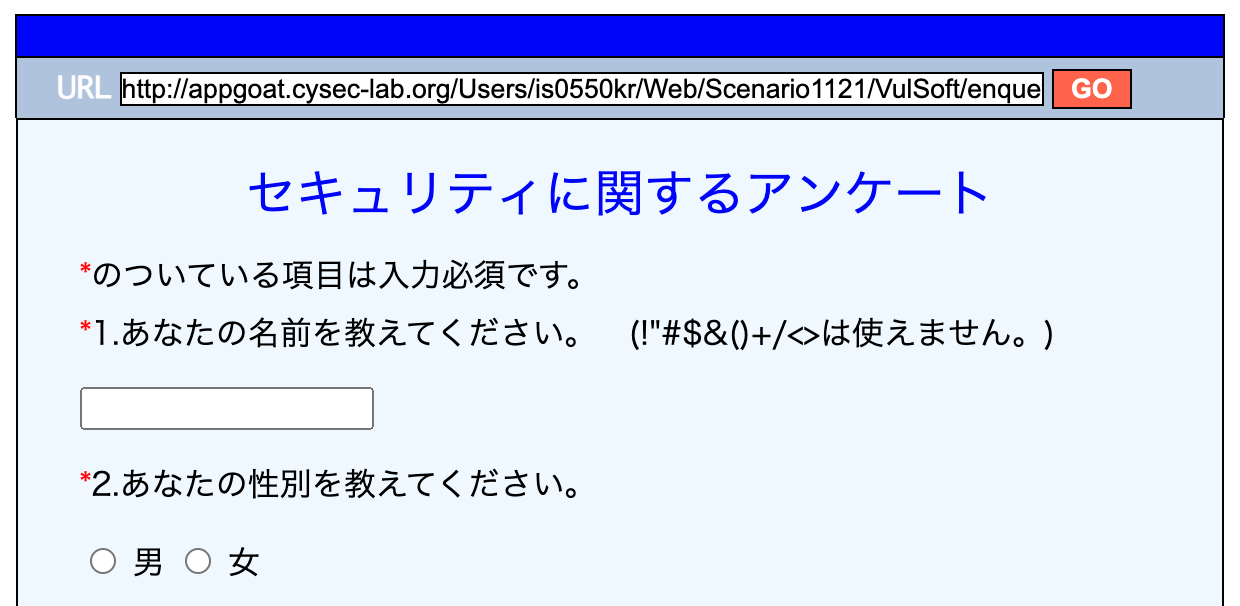 URL http://appgoat.cysec-lab.org/Users/is0550kr/Web/Scenario1121/VulSoft/enque GO
セキュリティに関するアンケート
*のついている項目は入力必須です。
*1.あなたの名前を教えてください。　(!"#$&()+/<>は使えません。)
*2.あなたの性別を教えてください。
男 女